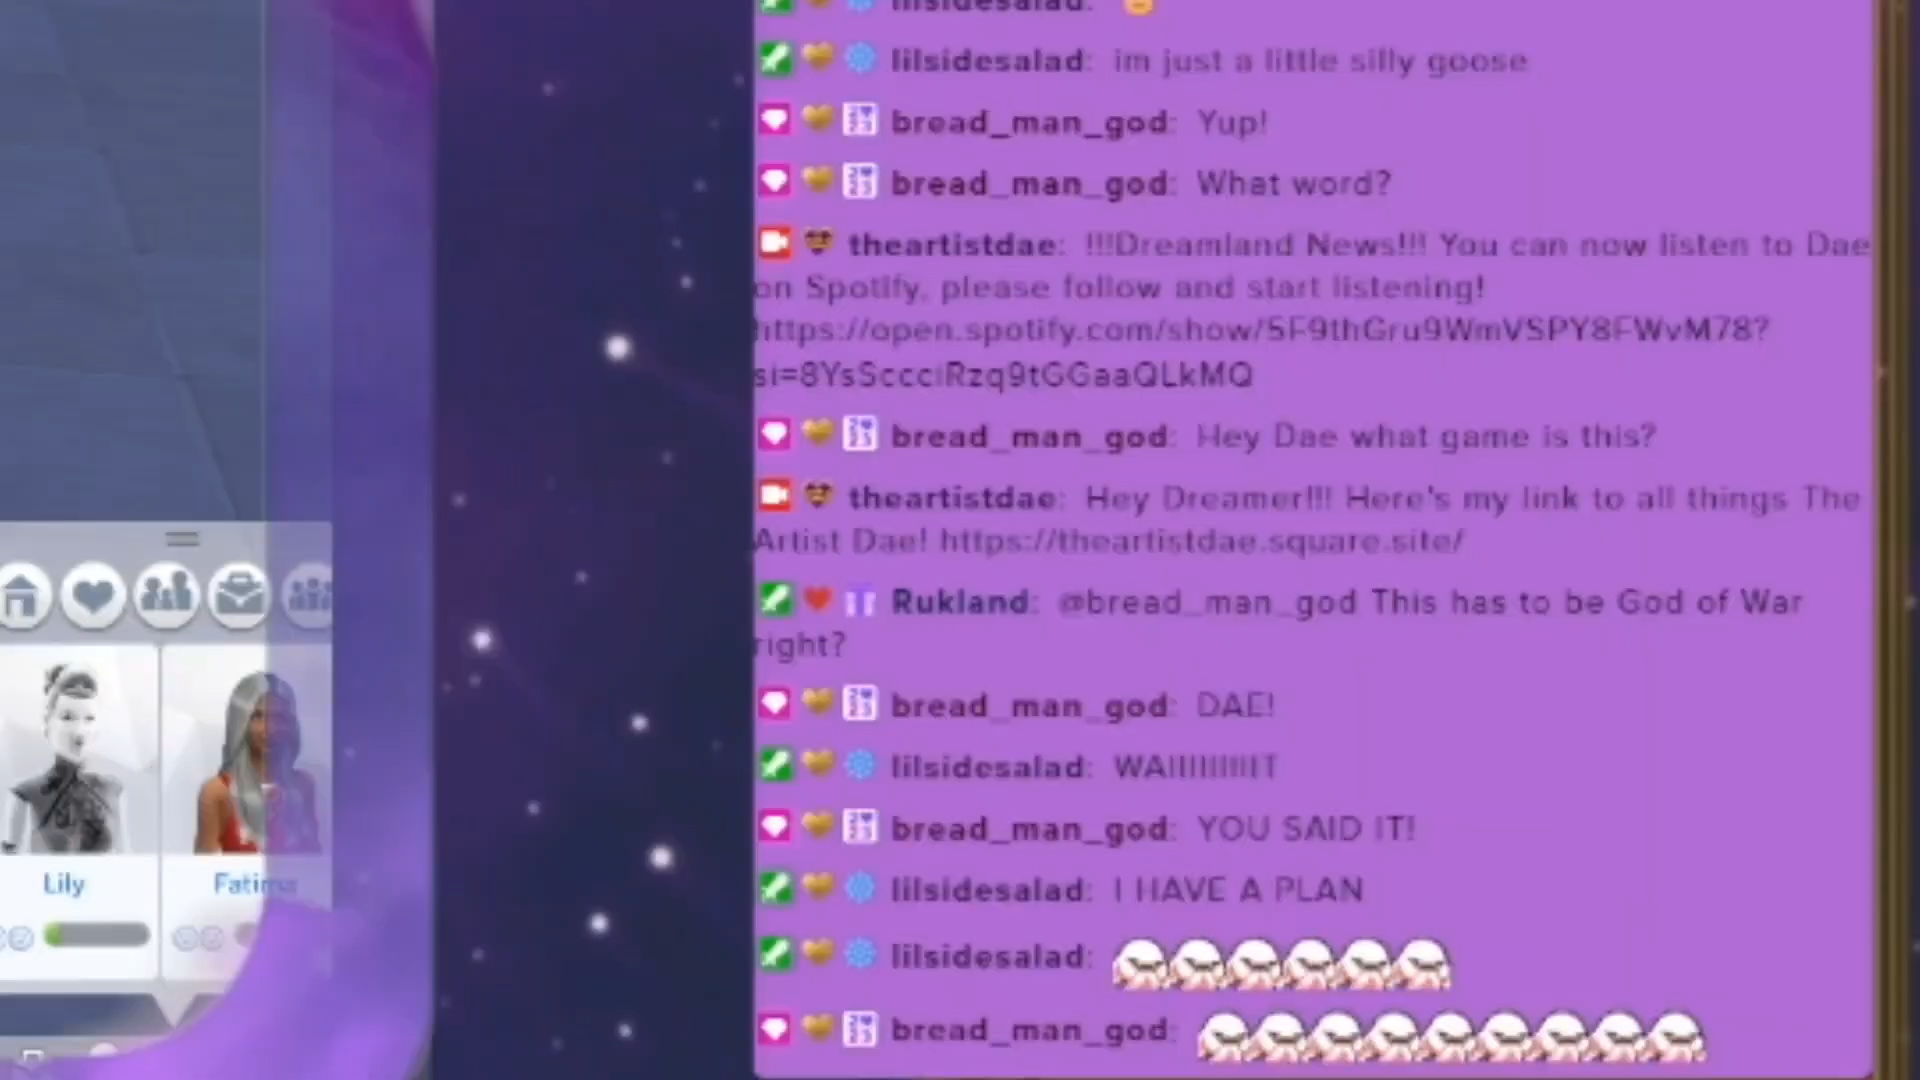 lilsidesalad:
lilsidesalad: im just a little silly goose
bread_man_god: Yup!
bread_man_god: What word?
theartistdae: !!!Dreamland News!!! You can now listen to Dae
on Spotify, please follow and start listening!
https://open.spotify.com/show/5F9thGru9WmVSPY8FWvM78?
si=8YsSccciRzq9tGGaaQLkMQ
bread_man_god: Hey Dae what game is this?
theartistdae: Hey Dreamer!!! Here's my link to all things The
Artist Dae! https://theartistdae.square.site/
Rukland: @bread_man_god This has to be God of War
right?
bread_man_god: DAE!
lilsidesalad: WAIIIIIIIIIT
bread_man_god: YOU SAID IT!
lilsidesalad: I HAVE A PLAN
lilsidesalad:
bread_man_god:
Lily
Fatima